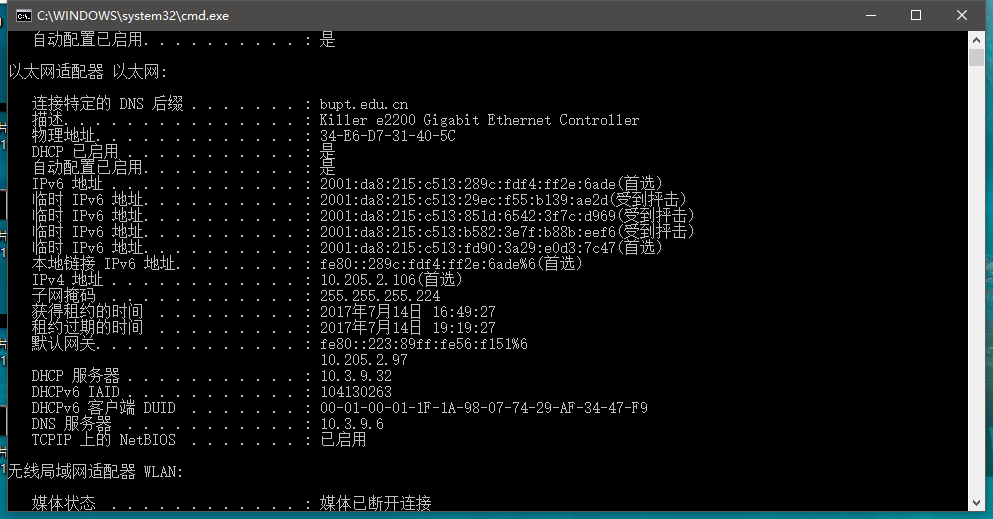 C:\WINDOWS\system32\cmd.exe
自动配置已启用. . . . . . . . . . : 是
以太网适配器 以太网:
连接特定的 DNS 后缀 . . . . . . . : bupt.edu.cn
描述. . . . . . . . . . . . . . . : Killer e2200 Gigabit Ethernet Controller
物理地址. . . . . . . . . . . . . : 34-E6-D7-31-40-5C
DHCP 已启用 . . . . . . . . . . . : 是
自动配置已启用. . . . . . . . . . : 是
IPv6 地址 . . . . . . . . . . . . : 2001:da8:215:c513:289c:fdf4:ff2e:6ade(首选)
临时 IPv6 地址. . . . . . . . . . : 2001:da8:215:c513:29ec:f55:b139:ae2d(受到抨击)
临时 IPv6 地址. . . . . . . . . . : 2001:da8:215:c513:851d:6542:3f7c:d969(受到抨击)
临时 IPv6 地址. . . . . . . . . . : 2001:da8:215:c513:b582:3e7f:b88b:eef6(受到抨击)
临时 IPv6 地址. . . . . . . . . . : 2001:da8:215:c513:fd90:3a29:e0d3:7c47(首选)
本地链接 IPv6 地址. . . . . . . . : fe80::289c:fdf4:ff2e:6ade%6(首选)
IPv4 地址 . . . . . . . . . . . . : 10.205.2.106(首选)
子网掩码  . . . . . . . . . . . . : 255.255.255.224
获得租约的时间  . . . . . . . . . : 2017年7月14日 16:49:27
租约过期的时间  . . . . . . . . . : 2017年7月14日 19:19:27
默认网关. . . . . . . . . . . . . : fe80::223:89ff:fe56:f151%6
10.205.2.97
DHCP 服务器 . . . . . . . . . . . : 10.3.9.32
DHCPv6 IAID . . . . . . . . . . . : 104130263
DHCPv6 客户端 DUID  . . . . . . . : 00-01-00-01-1F-1A-98-07-74-29-AF-34-47-F9
DNS 服务器  . . . . . . . . . . . : 10.3.9.6
TCPIP 上的 NetBIOS  . . . . . . . : 已启用
无线局域网适配器 WLAN:
媒体状态  . . . . . . . . . . . . : 媒体已断开连接